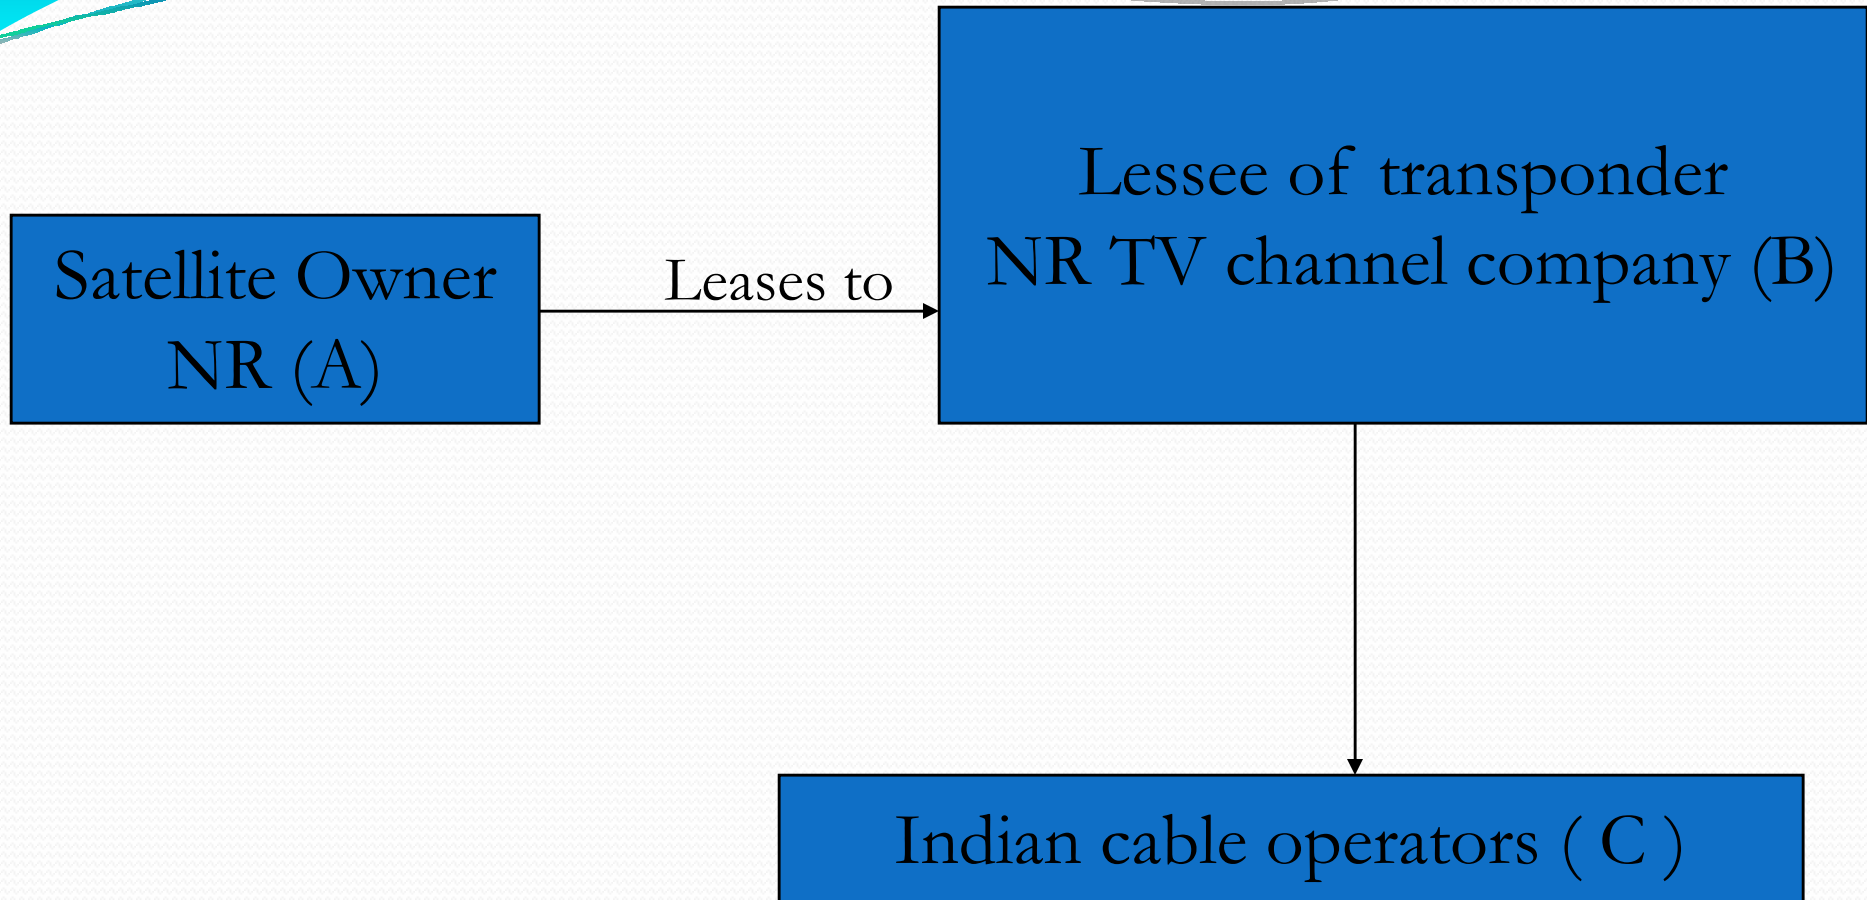 Satellite Owner
NR (A)
Leases to
Lessee of transponder
NR TV channel company (B)
Indian cable operators ( C )